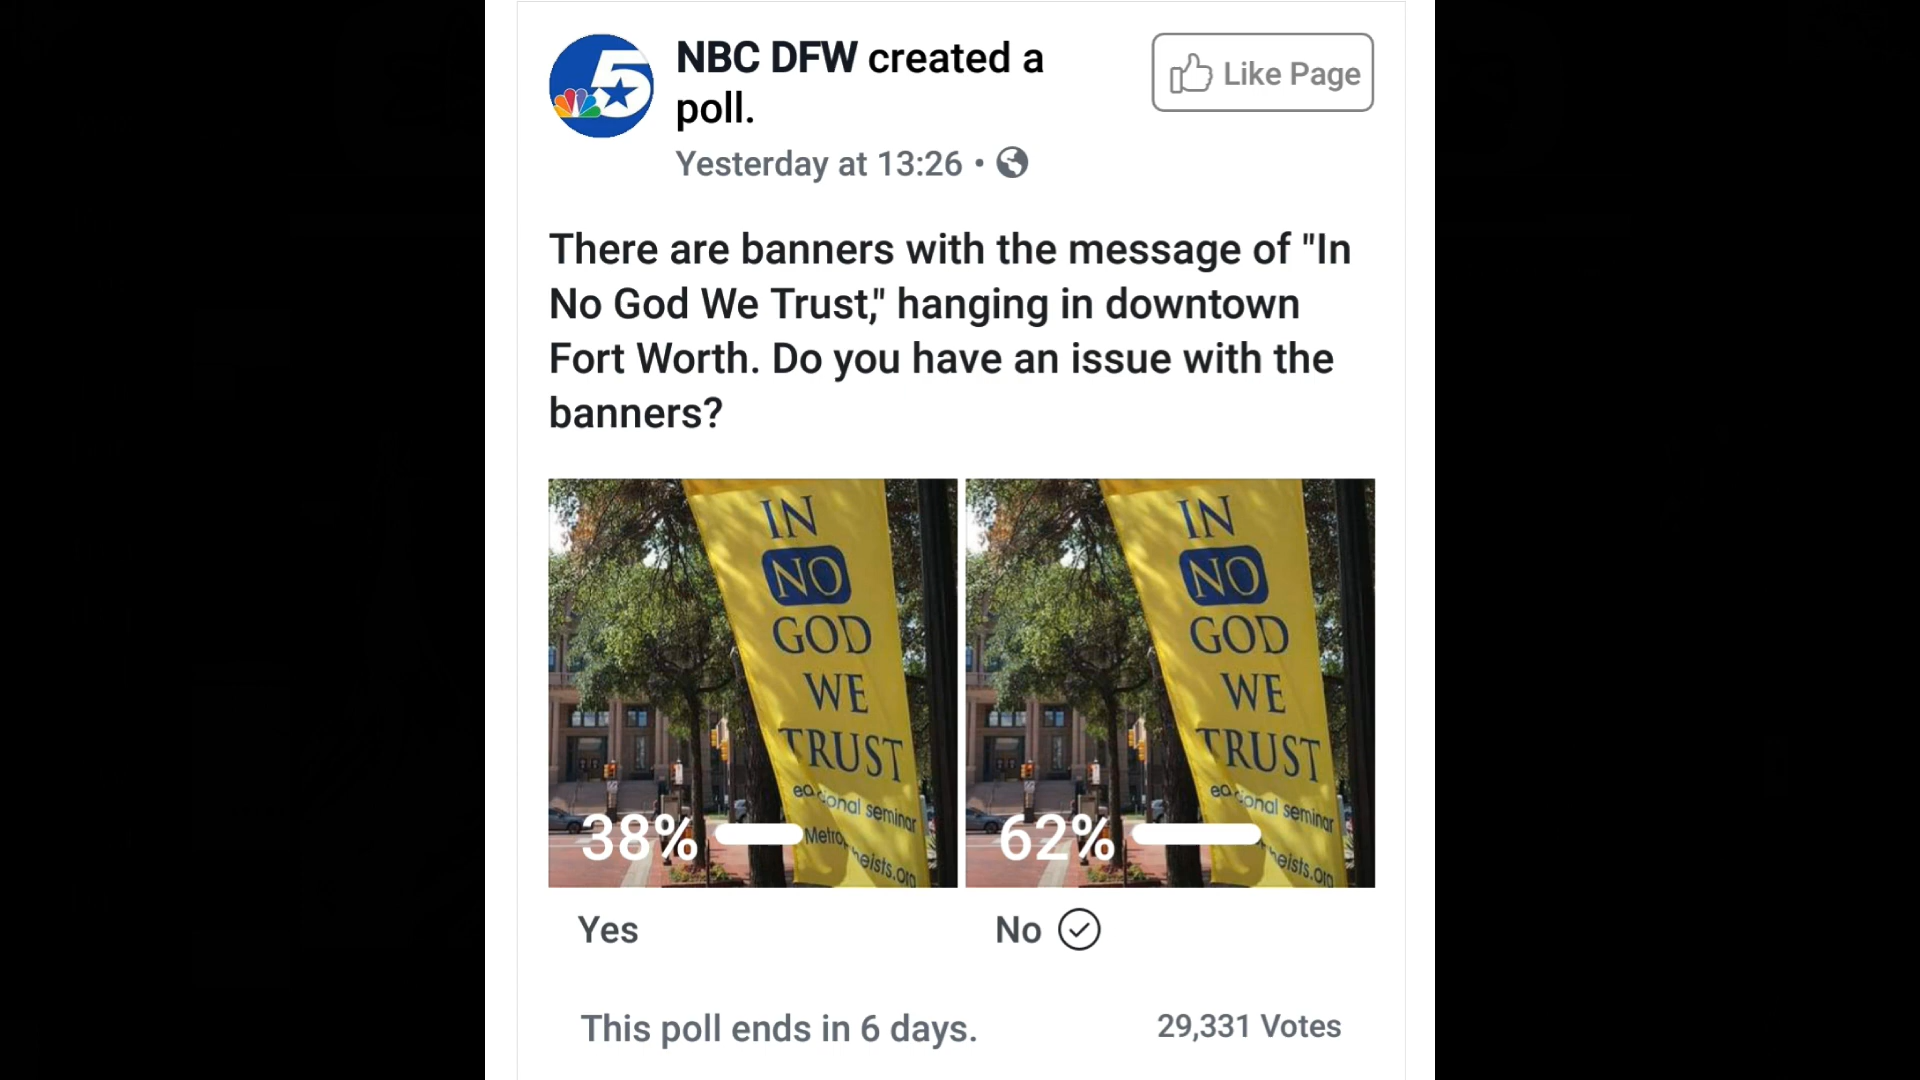 5
NBC DFW created a
poll.
Like Page
Yesterday at 13:26 •
There are banners with the message of "In
No God We Trust," hanging in downtown
Fort Worth. Do you have an issue with the
banners?
IN
NO
GOD
WE
TRUST
seminar
38%
IN
NO
GOD
WE
TRUST
seminar
62%
Yes
No
This poll ends in 6 days.
29,331 Votes